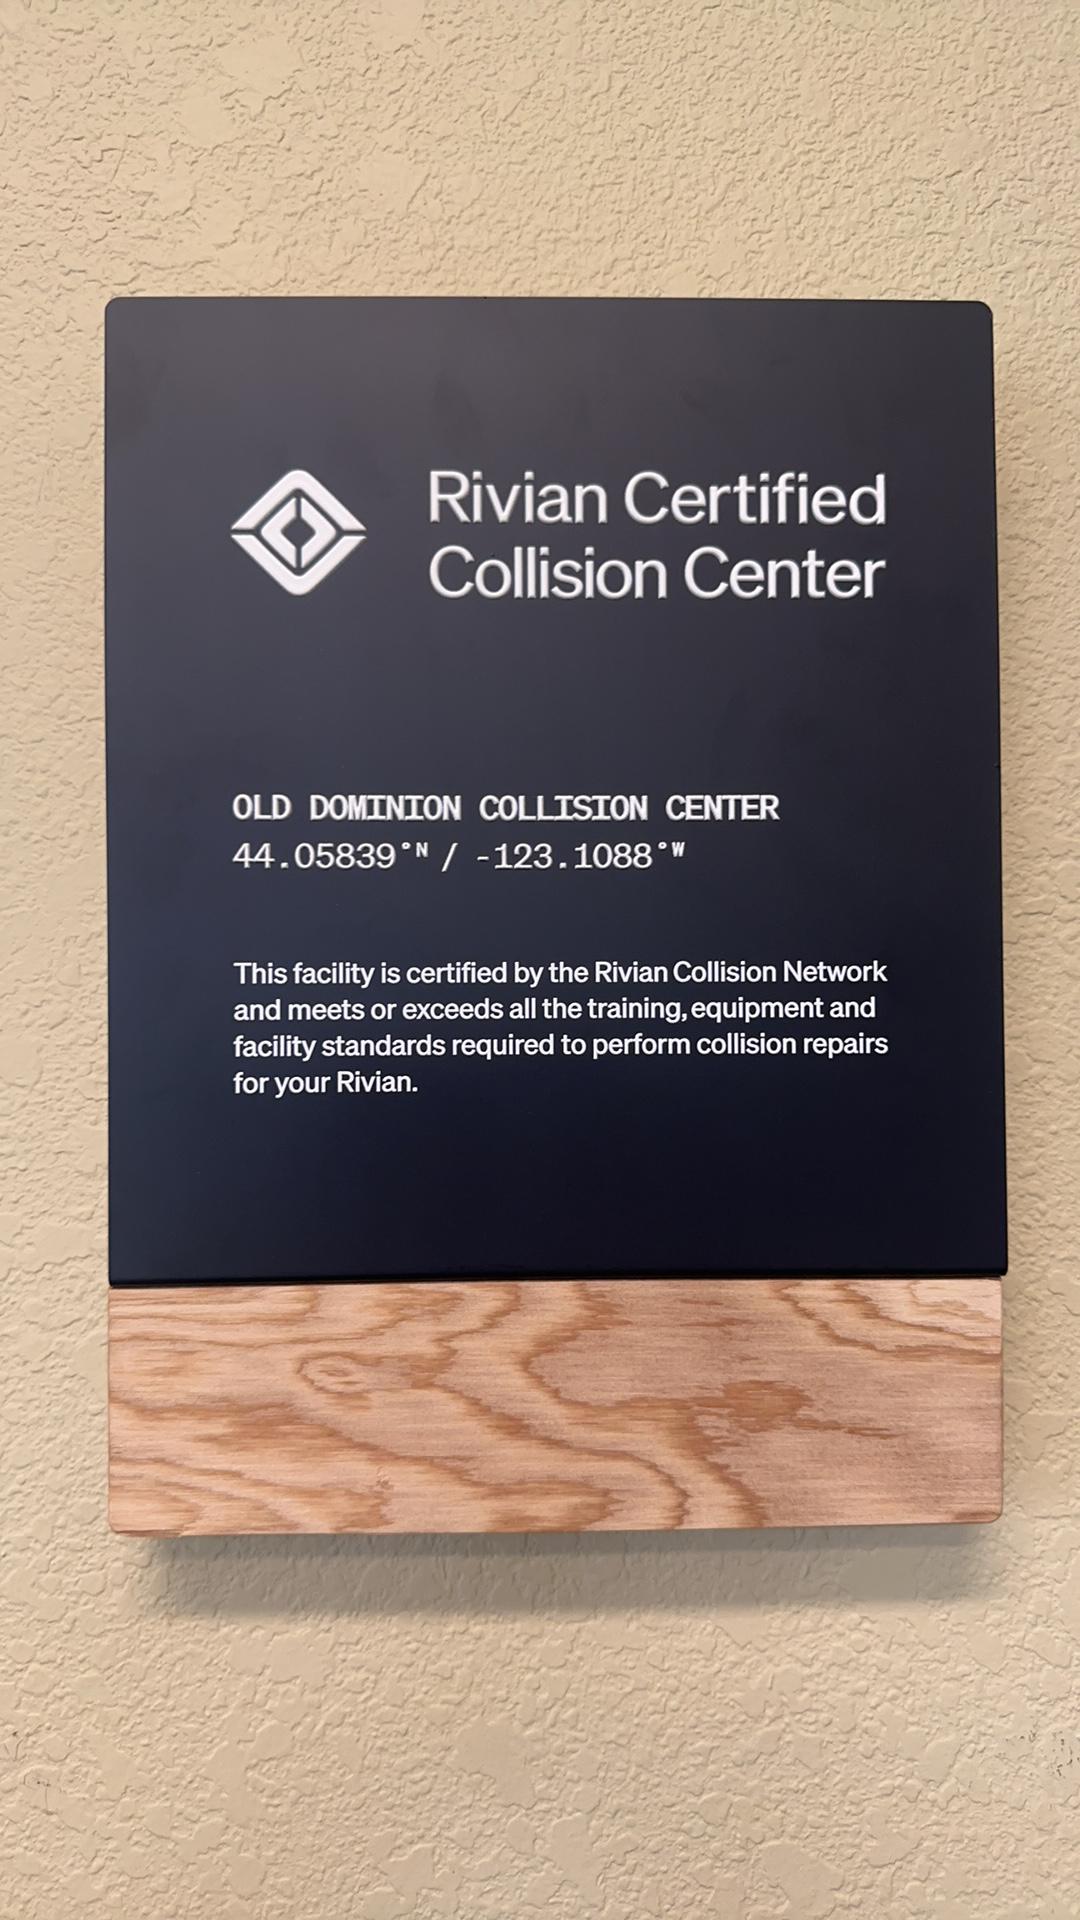 Rivian Certified
Collision Center
OLD DOMINION COLLISION CENTER
44.05839°N / -123.1088°W
This facility is certified by the Rivian Collision Network
and meets or exceeds all the training, equipment and
facility standards required to perform collision repairs
for your Rivian.